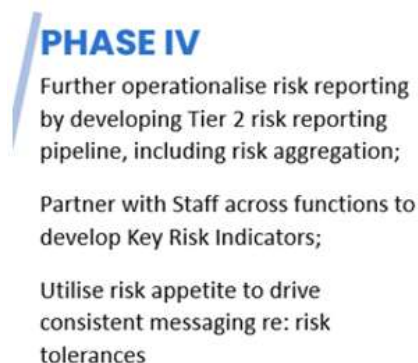 PHASE IV
Further operationalise risk reporting
by developing Tier 2 risk reporting
pipeline, including risk aggregation;
Partner with Staff across functions to
develop Key Risk Indicators;
Utilise risk appetite to drive
consistent messaging re: risk
tolerances